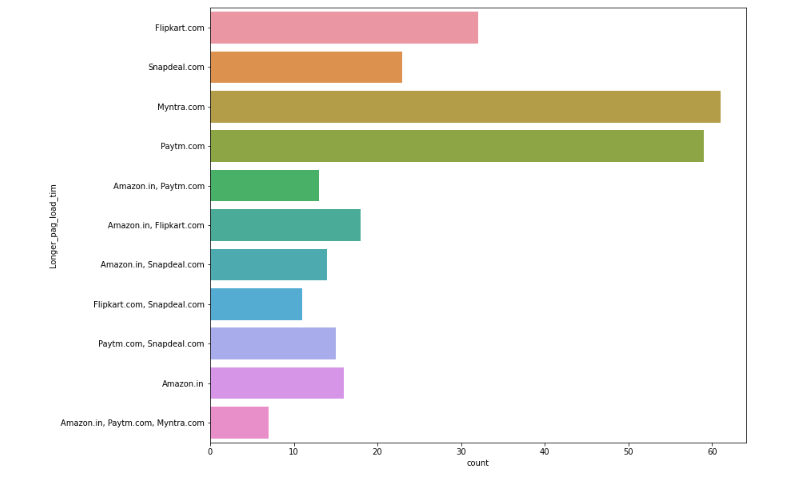 Flipkart.com
Snapdeal.com
Myntra.com
Paytm.com
Amazon.in, Paytm.com
Amazon.in, Flipkart.com
Amazon.in, Snapdeal.com
Flipkart.com, Snapdeal.com
Paytm.com, Snapdeal.com
Amazon.in
Amazon.in, Paytm.com, Myntra.com
Longer_pag_load_tim
0 10 20 30 40 50 60
count